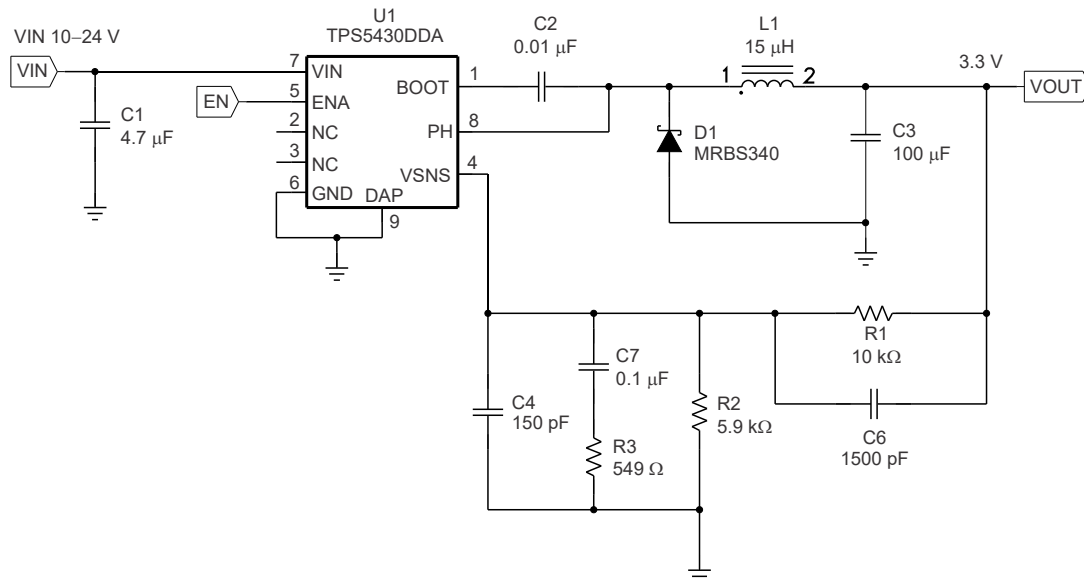 U1
TPS5430DDA
VIN 10–24 V
VIN
C1
4.7 μF
EN
7
5
2
3
6
VIN
ENA
NC
NC
GND
DAP
9
BOOT
PH
VSNS
1
8
4
C2
0.01 μF
L1
15 μH
1
2
D1
MRBS340
C3
100 μF
3.3 V
VOUT
C4
150 pF
C7
0.1 μF
R3
549 Ω
R2
5.9 kΩ
R1
10 kΩ
C6
1500 pF